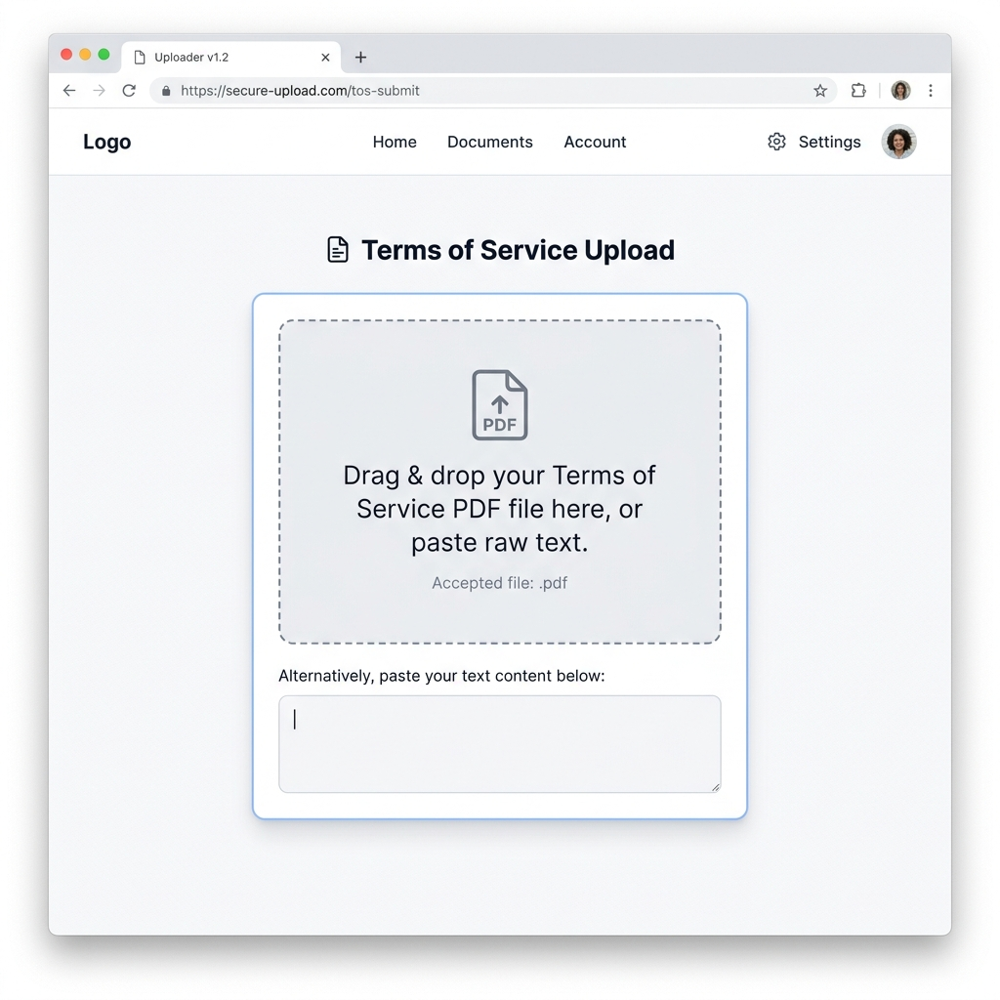 Uploader v1.2
https://secure-upload.com/tos-submit
Logo
Home
Documents
Account
Settings
Terms of Service Upload
PDF
Drag & drop your Terms of
Service PDF file here, or
paste raw text.
Accepted file: .pdf
Alternatively, paste your text content below: